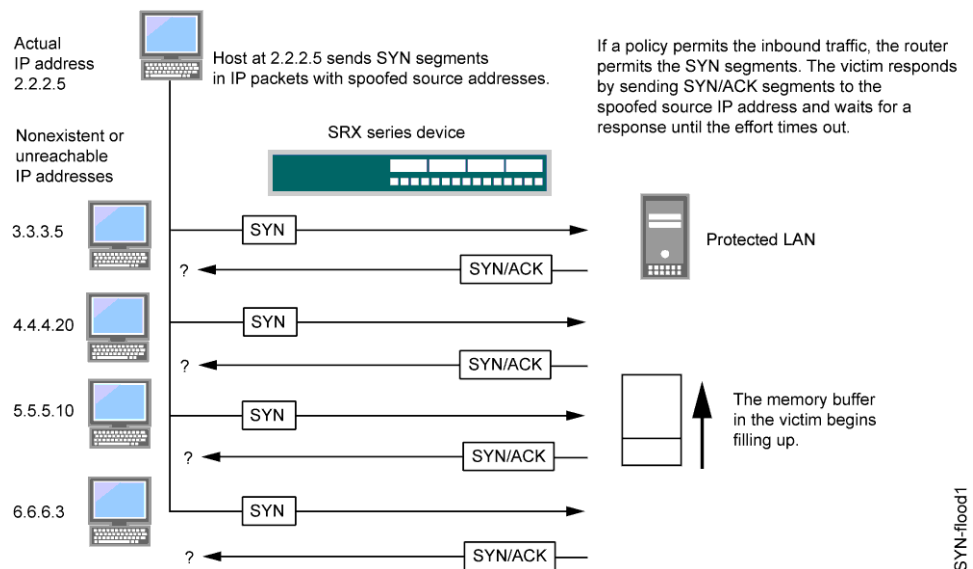 Actual
IP address
2.2.2.5
Host at 2.2.2.5 sends SYN segments
in IP packets with spoofed source addresses.
If a policy permits the inbound traffic, the router
permits the SYN segments. The victim responds
by sending SYN/ACK segments to the
spoofed source IP address and waits for a
response until the effort times out.
Nonexistent or
unreachable
IP addresses
SRX series device
3.3.3.5
SYN
Protected LAN
?
SYN/ACK
4.4.4.20
SYN
?
SYN/ACK
5.5.5.10
SYN
The memory buffer
in the victim begins
filling up.
?
SYN/ACK
6.6.6.3
SYN
?
SYN/ACK
SYN-flood1